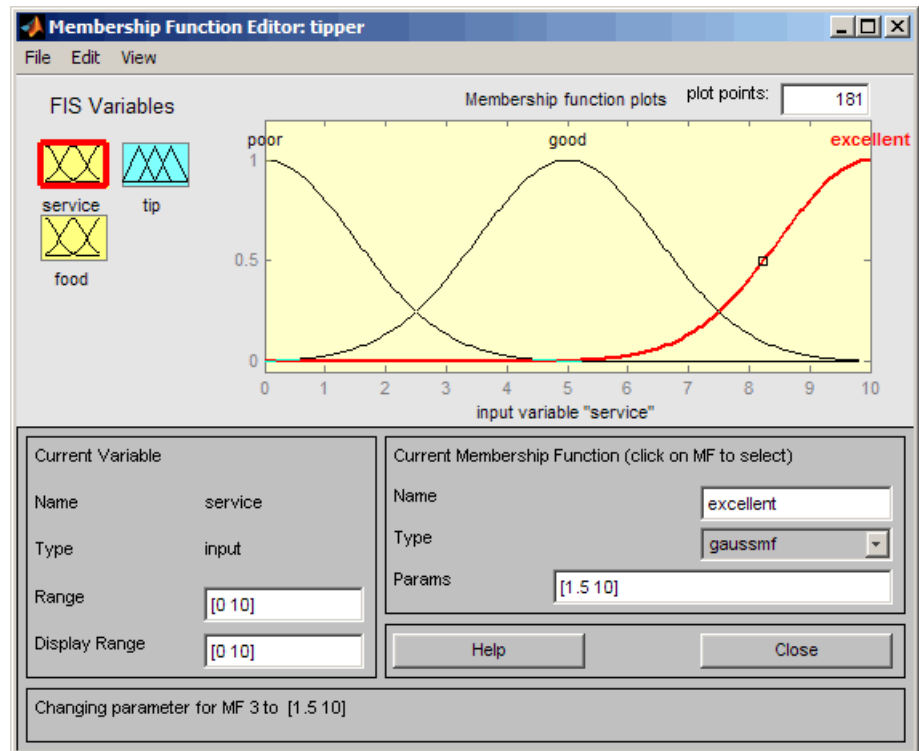 Membership Function Editor: tipper
File Edit View
FIS Variables
service
tip
food
Membership function plots
plot points:
181
poor
good
excellent
1
0.5
0
0 1 2 3 4 5 6 7 8 9 10
input variable "service"
Current Variable
Name service
Type input
Range [0 10]
Display Range [0 10]
Current Membership Function (click on MF to select)
Name excellent
Type gaussmf
Params [1.5 10]
Help
Close
Changing parameter for MF 3 to [1.5 10]